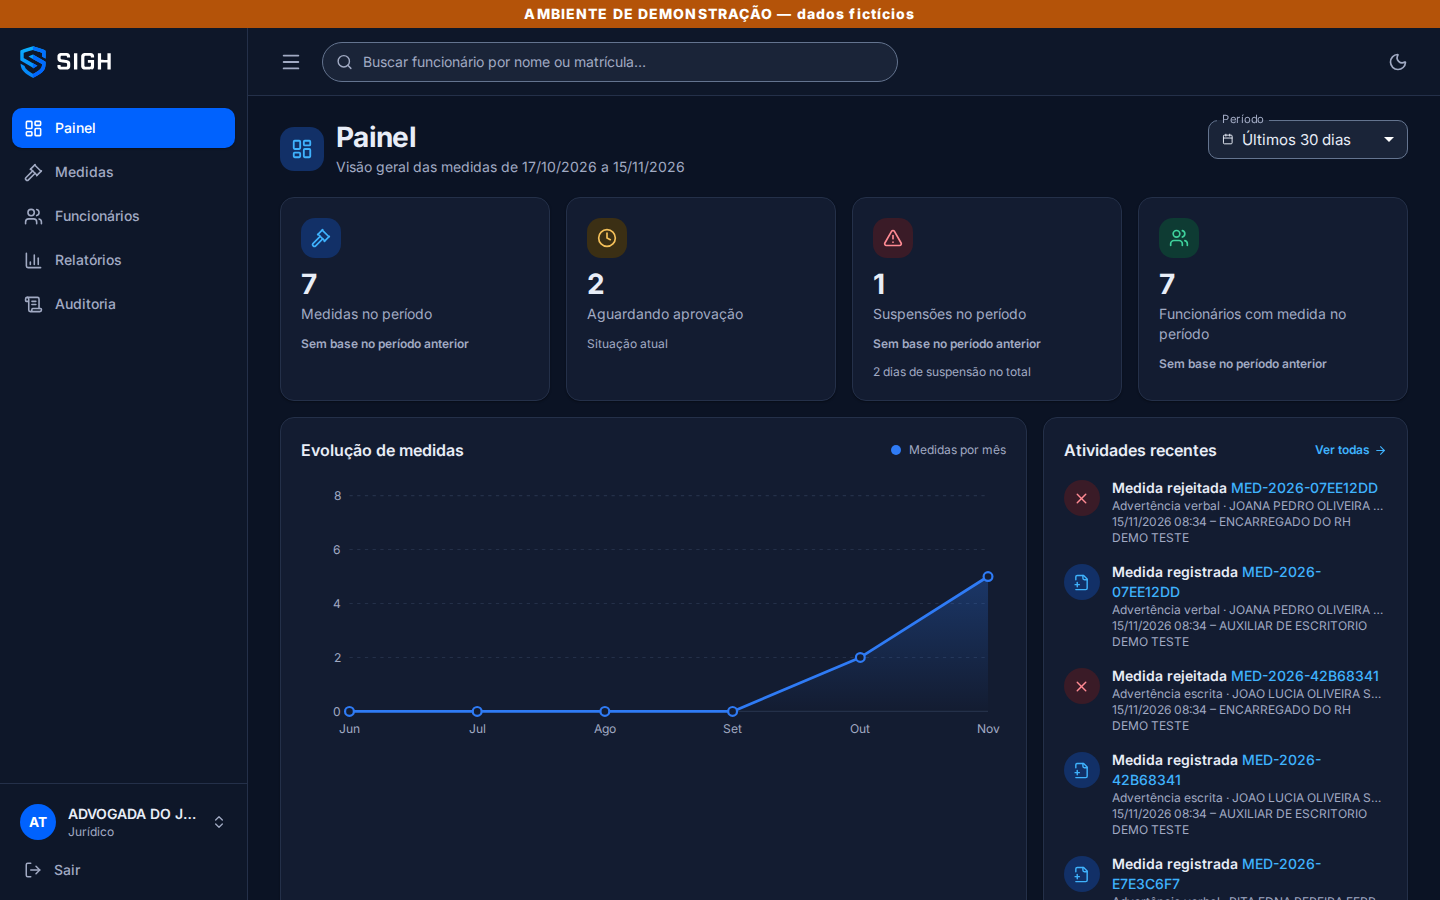 AMBIENTE DE DEMONSTRAÇÃO — dados fictícios
SIGH
Buscar funcionário por nome ou matrícula...
Painel
Medidas
Funcionários
Relatórios
Auditoria
ADVOGADA DO J...
AT
Jurídico
Sair
Painel
Visão geral das medidas de 17/10/2026 a 15/11/2026
Período
Últimos 30 dias
7
Medidas no período
Sem base no período anterior
2
Aguardando aprovação
Situação atual
1
Suspensões no período
Sem base no período anterior
2 dias de suspensão no total
7
Funcionários com medida no
período
Sem base no período anterior
Evolução de medidas
Medidas por mês
8
6
4
2
0
Jun
Jul
Ago
Set
Out
Nov
Atividades recentes
Ver todas
Medida rejeitada MED-2026-07EE12DD
Advertência verbal · JOANA PEDRO OLIVEIRA ...
15/11/2026 08:34 – ENCARREGADO DO RH
DEMO TESTE
Medida registrada MED-2026-
07EE12DD
Advertência verbal · JOANA PEDRO OLIVEIRA ...
15/11/2026 08:34 – AUXILIAR DE ESCRITORIO
DEMO TESTE
Medida rejeitada MED-2026-42B68341
Advertência escrita · JOAO LUCIA OLIVEIRA S...
15/11/2026 08:34 – ENCARREGADO DO RH
DEMO TESTE
Medida registrada MED-2026-
42B68341
Advertência escrita · JOAO LUCIA OLIVEIRA S...
15/11/2026 08:34 – AUXILIAR DE ESCRITORIO
DEMO TESTE
Medida registrada MED-2026-
E7E3C6F7